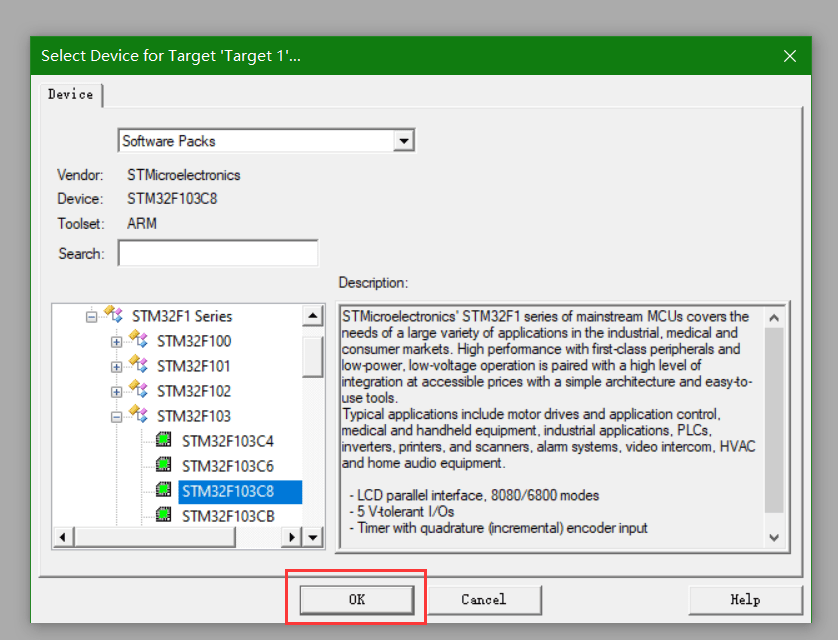 Select Device for Target 'Target 1'...
Device
Software Packs
Vendor: STMicroelectronics
Device: STM32F103C8
Toolset: ARM
Search:
STM32F1 Series
STM32F100
STM32F101
STM32F102
STM32F103
STM32F103C4
STM32F103C6
STM32F103C8
STM32F103CB
Description:
STMicroelectronics' STM32F1 series of mainstream MCUs covers the
needs of a large variety of applications in the industrial, medical and
consumer markets. High performance with first-class peripherals and
low-power, low-voltage operation is paired with a high level of
integration at accessible prices with a simple architecture and easy-to-
use tools.
Typical applications include motor drives and application control,
medical and handheld equipment, industrial applications, PLCs,
inverters, printers, and scanners, alarm systems, video intercom, HVAC
and home audio equipment.
- LCD parallel interface, 8080/6800 modes
- 5 V-tolerant I/Os
- Timer with quadrature (incremental) encoder input
OK
Cancel
Help